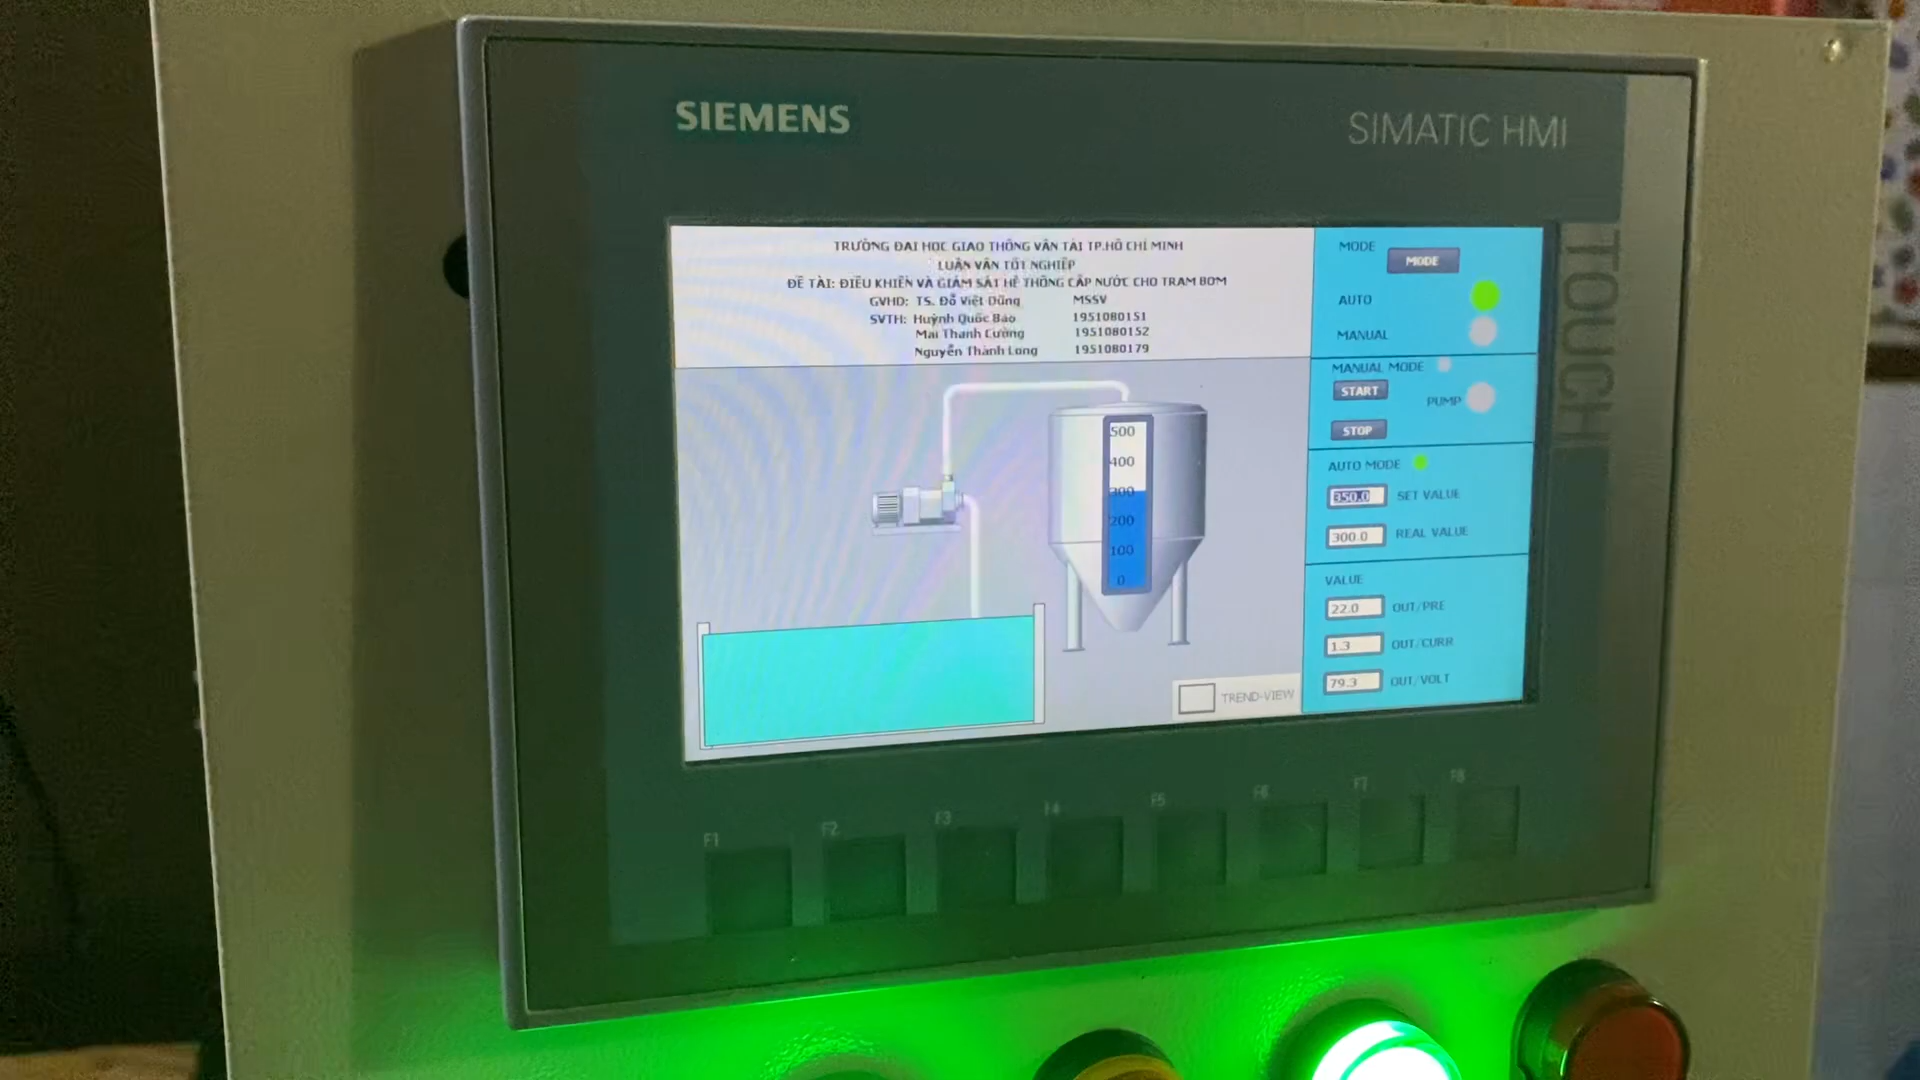 SIEMENS
SIMATIC HMI
TOUCH
TRƯỜNG ĐẠI HỌC GIAO THÔNG VẬN TẢI TP.HỒ CHÍ MINH
LUẬN VĂN TỐT NGHIỆP
ĐỀ TÀI: ĐIỀU KHIỂN VÀ GIÁM SÁT HỆ THỐNG CẤP NƯỚC CHO TRẠM BƠM
GVHD: TS. Đỗ Việt Dũng MSSV
SVTH: Huỳnh Quốc Bảo 1951080151
Mai Thanh Cường 1951080152
Nguyễn Thành Long 1951080179
500
400
300
200
100
0
TREND-VIEW
MODE MODE
AUTO
MANUAL
MANUAL MODE
START
PUMP
STOP
AUTO MODE
350.0 SET VALUE
300.0 REAL VALUE
VALUE
22.0 OUT/PRE
1.3 OUT/CURR
79.3 OUT/VOLT
F1 F2 F3 F4 F5 F6 F7 F8